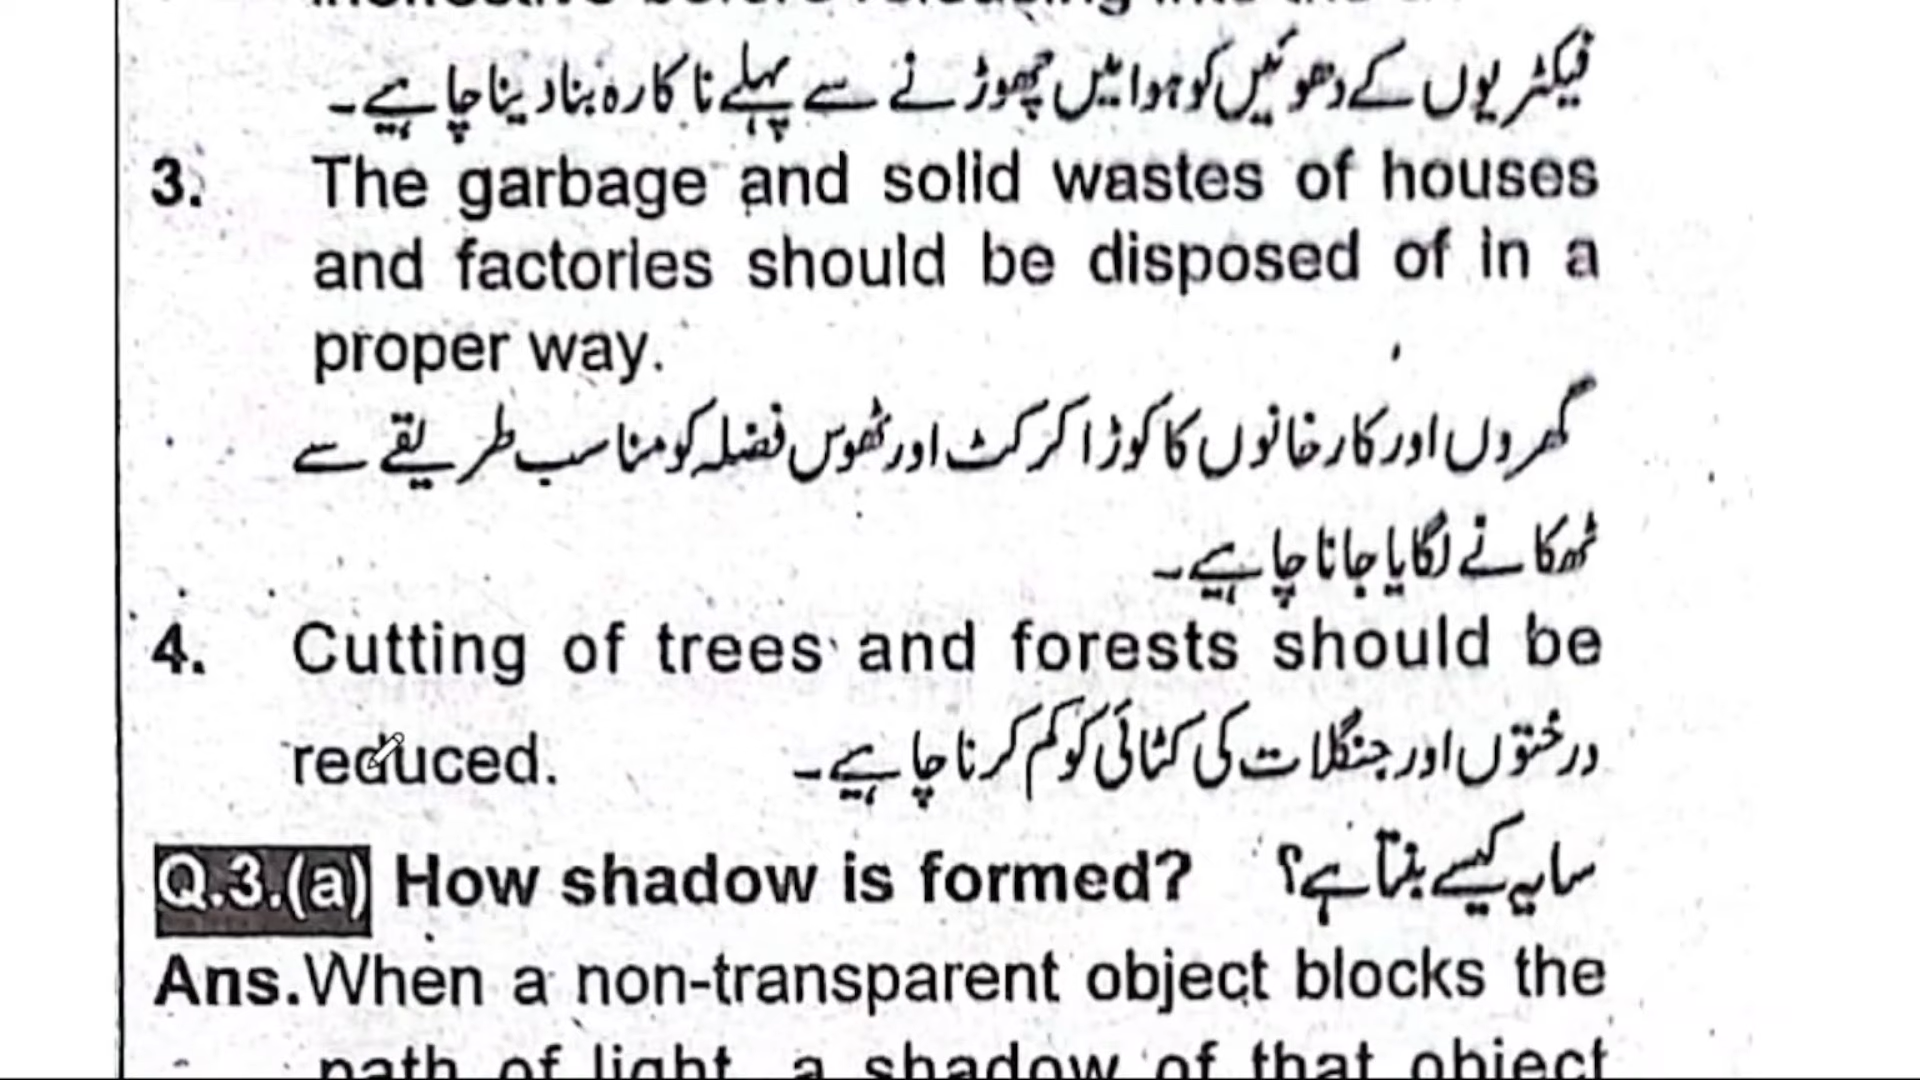 فیکٹریوں کے دھوئیں کو ہوا میں چھوڑنے سے پہلے ناکارہ بنا دینا چاہیے۔
3. The garbage and solid wastes of houses
and factories should be disposed of in a
proper way.
گھروں اور کارخانوں کا کوڑا کرکٹ اور ٹھوس فضلہ کو مناسب طریقے سے
ٹھکانے لگایا جانا چاہیے۔
4. Cutting of trees and forests should be
reduced. درختوں اور جنگلات کی کٹائی کو کم کرنا چاہیے۔
Q.3.(a) How shadow is formed? سایہ کیسے بنتا ہے؟
Ans. When a non-transparent object blocks the
path of light, a shadow of that object